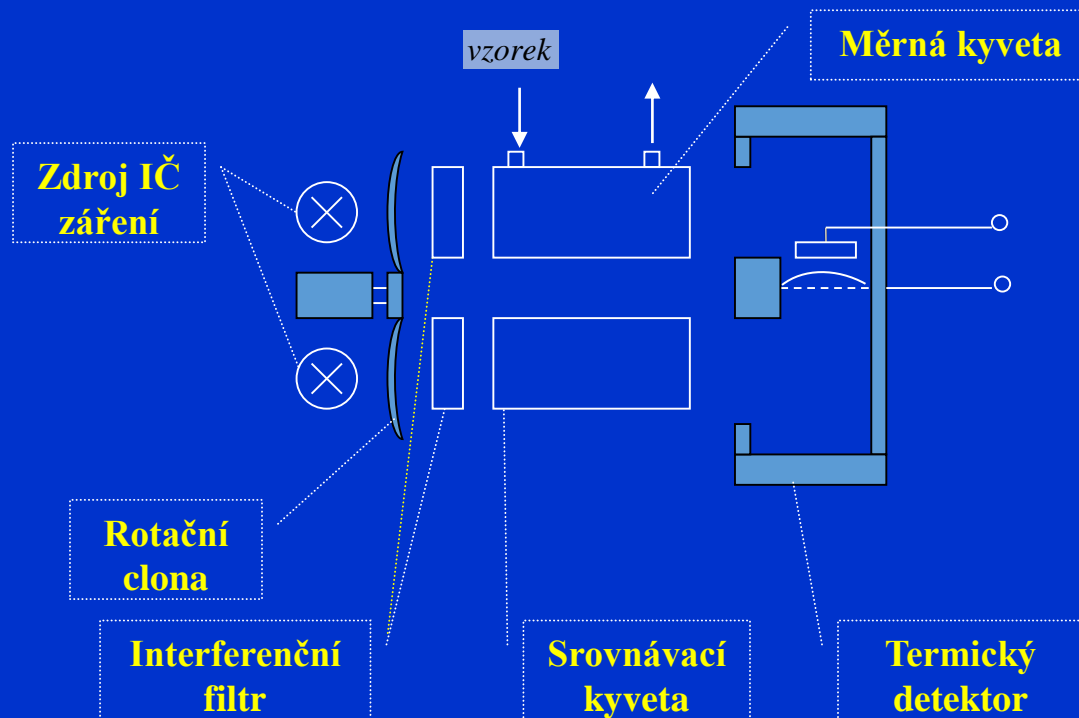 vzorek
Měrná kyveta
Zdroj IČ
záření
Rotační
clona
Interferenční
filtr
Srovnávací
kyveta
Termický
detektor